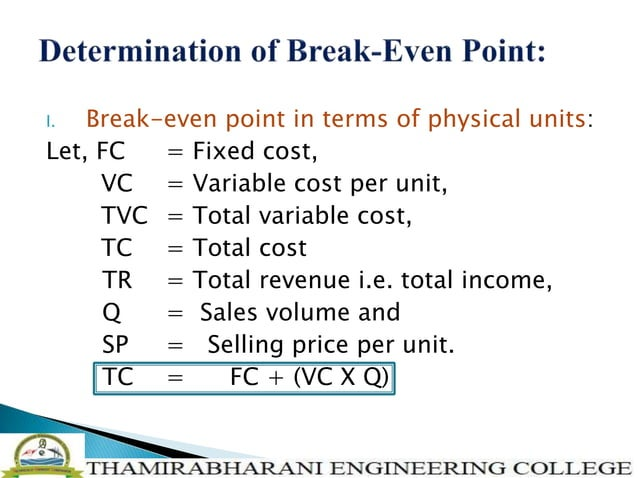 Determination of Break-Even Point:
I. Break-even point in terms of physical units:
Let, FC = Fixed cost,
VC = Variable cost per unit,
TVC = Total variable cost,
TC = Total cost
TR = Total revenue i.e. total income,
Q = Sales volume and
SP = Selling price per unit.
TC = FC + (VC X Q)
THAMIRABHARANI ENGINEERING COLLEGE